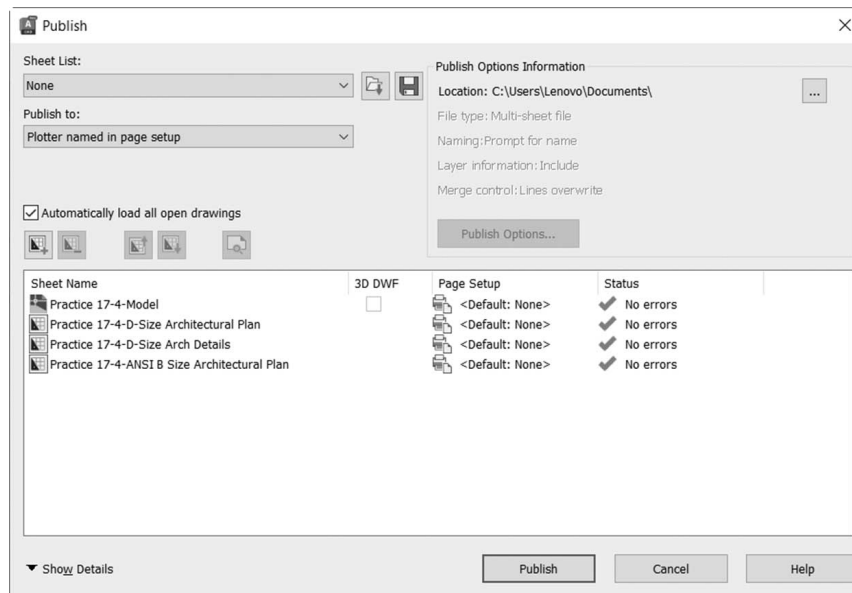 Publish
Sheet List:
None
Publish to:
Plotter named in page setup
Automatically load all open drawings
Publish Options Information
Location: C:\Users\Lenovo\Documents\
...
File type: Multi-sheet file
Naming:Prompt for name
Layer information: Include
Merge control: Lines overwrite
Publish Options...
Sheet Name 3D DWF Page Setup Status
Practice 17-4-Model <Default: None> No errors
Practice 17-4-D-Size Architectural Plan <Default: None> No errors
Practice 17-4-D-Size Arch Details <Default: None> No errors
Practice 17-4-ANSI B Size Architectural Plan <Default: None> No errors
Show Details Publish Cancel Help